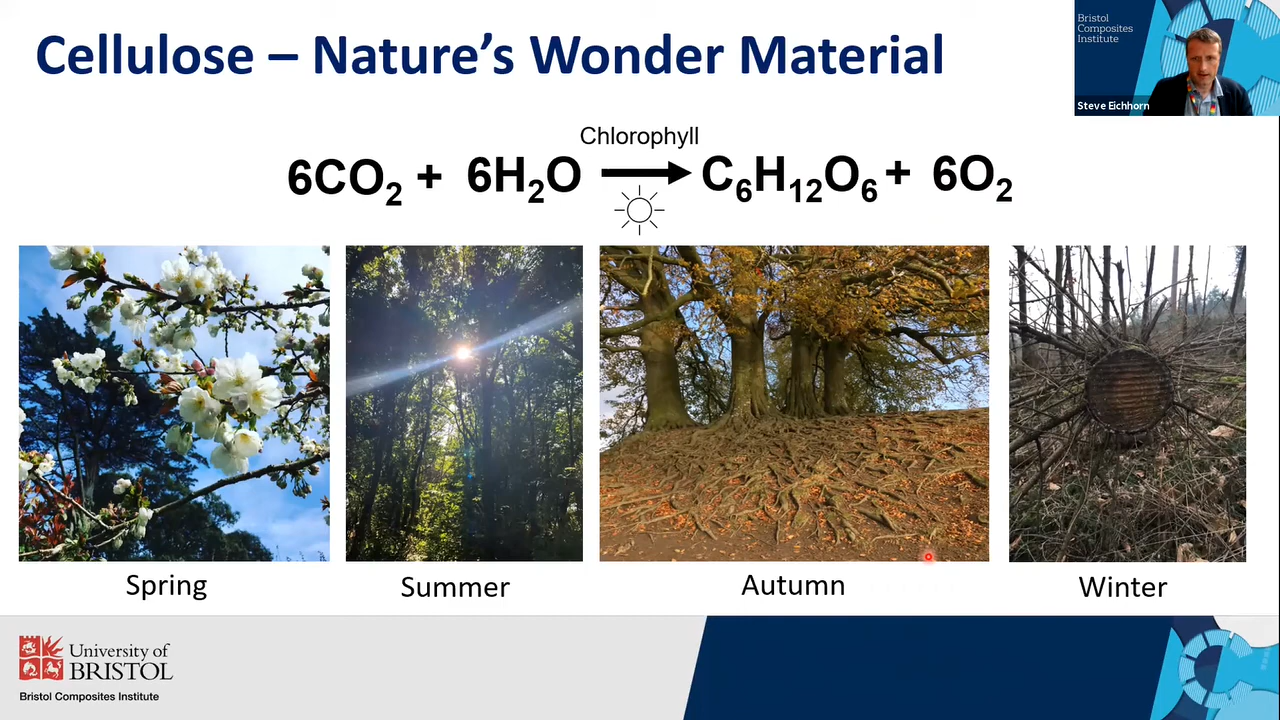 Cellulose – Nature's Wonder Material
Bristol
Composites
Institute
Steve Eichhorn
Chlorophyll
6CO₂ + 6H₂O → C₆H₁₂O₆ + 6O₂
Spring
Summer
Autumn
Winter
University of
BRISTOL
Bristol Composites Institute